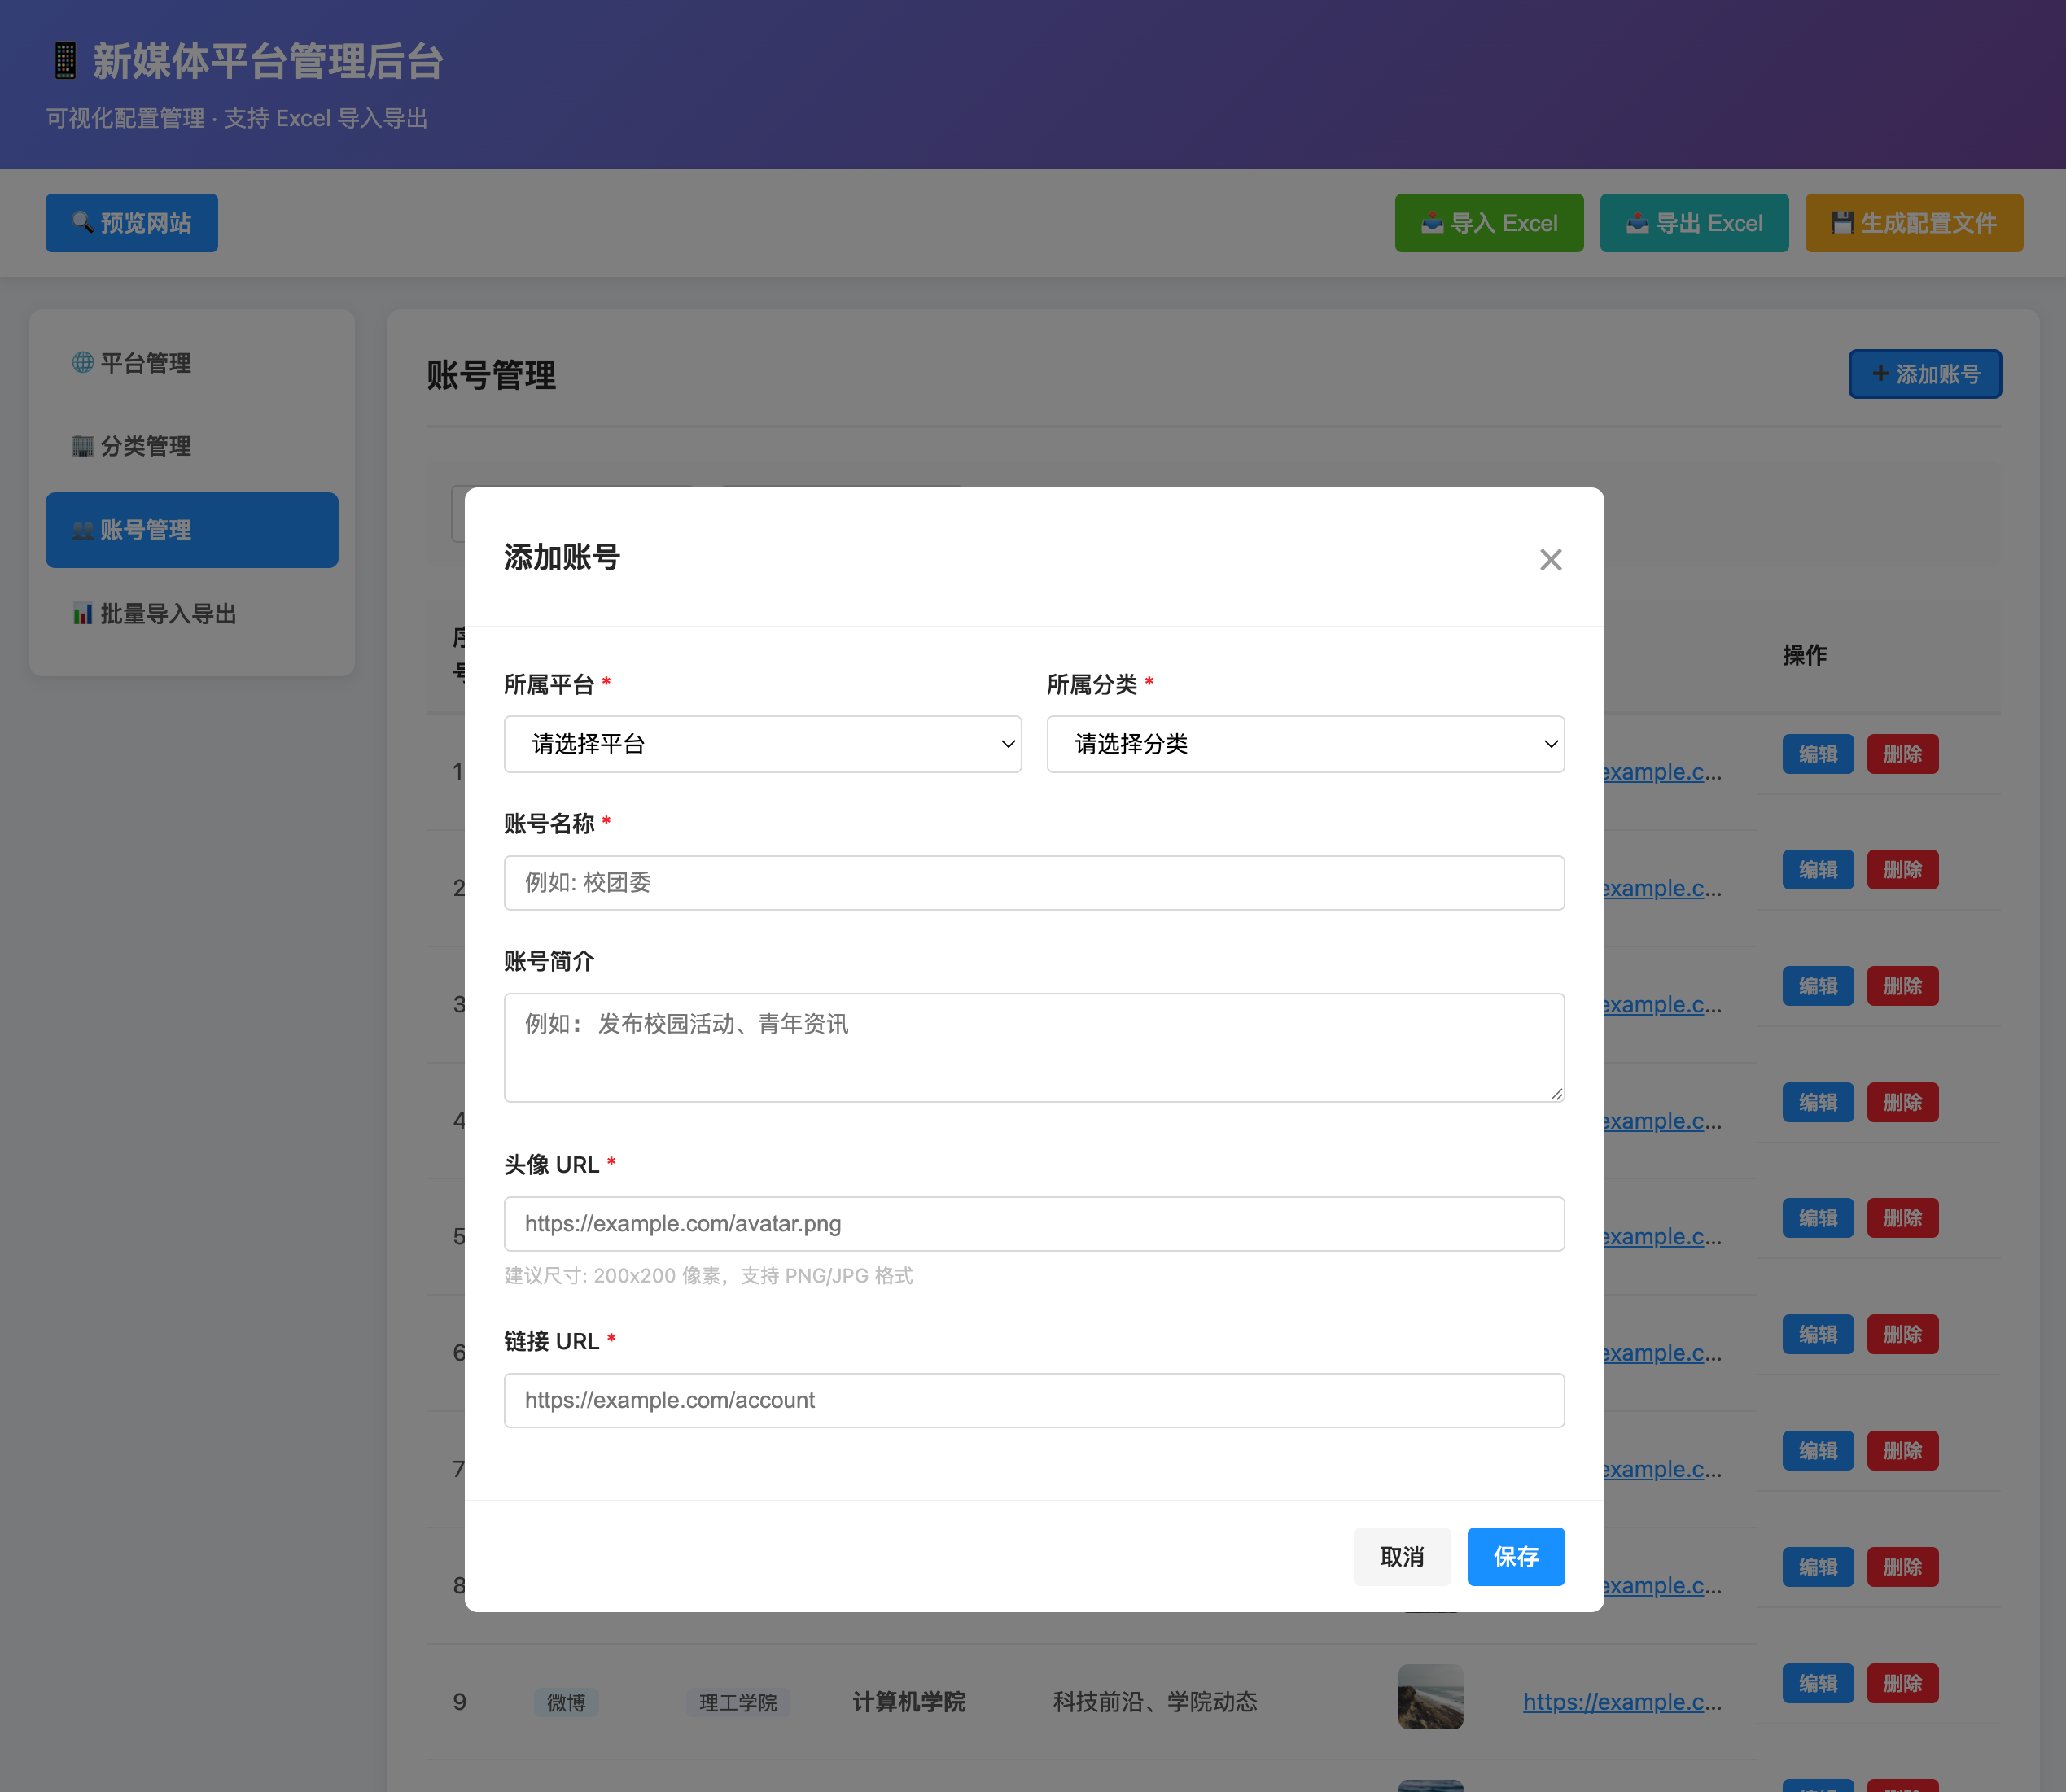 新媒体平台管理后台
可视化配置管理 · 支持 Excel 导入导出
预览网站
导入 Excel
导出 Excel
生成配置文件
平台管理
分类管理
账号管理
批量导入导出
账号管理
添加账号
序号
操作
添加账号
×
所属平台 *
所属分类 *
请选择平台
请选择分类
账号名称 *
例如: 校团委
账号简介
例如: 发布校园活动、青年资讯
头像 URL *
https://example.com/avatar.png
建议尺寸: 200x200 像素，支持 PNG/JPG 格式
链接 URL *
https://example.com/account
取消
保存
1 example.c... 编辑 删除
2 example.c... 编辑 删除
3 example.c... 编辑 删除
4 example.c... 编辑 删除
5 example.c... 编辑 删除
6 example.c... 编辑 删除
7 example.c... 编辑 删除
8 example.c... 编辑 删除
9 微博 理工学院 计算机学院 科技前沿、学院动态 https://example.c... 编辑 删除